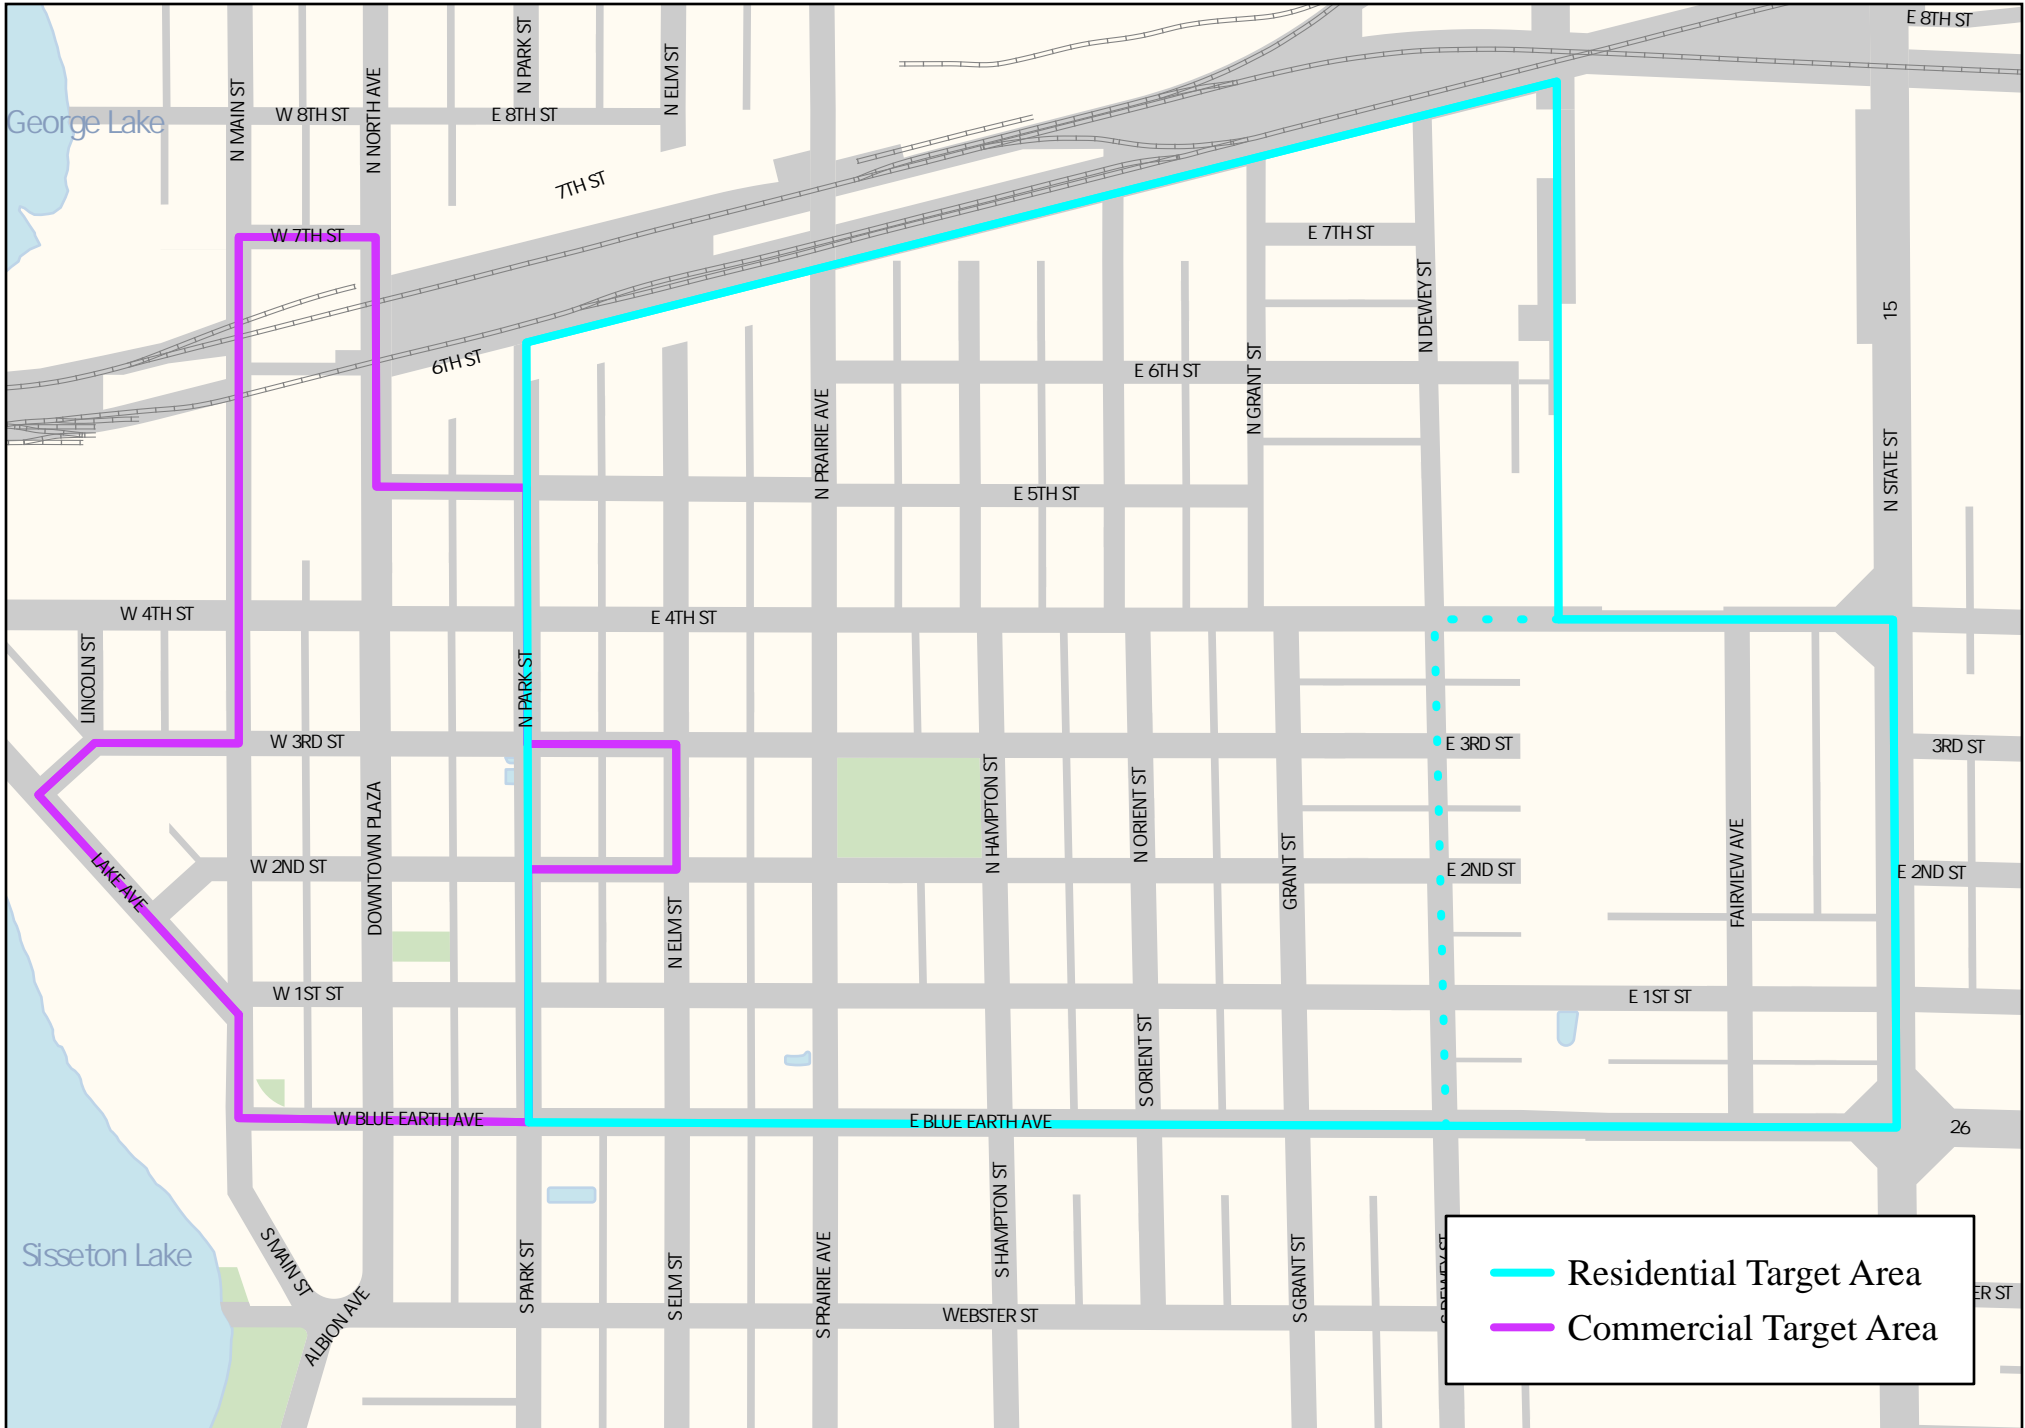 E 8TH ST
N PARK ST
N ELM ST
N MAIN ST
N NORTH AVE
W 8TH ST
E 8TH ST
George Lake
7TH ST
W 7TH ST
E 7TH ST
N DEWEY ST
15
6TH ST
E 6TH ST
N GRANT ST
N PRAIRIE AVE
N STATE ST
E 5TH ST
W 4TH ST
E 4TH ST
LINCOLN ST
N PARK ST
W 3RD ST
E 3RD ST
3RD ST
DOWNTOWN PLAZA
N HAMPTON ST
N ORIENT ST
GRANT ST
FAIRVIEW AVE
W 2ND ST
E 2ND ST
E 2ND ST
LAKE AVE
N ELM ST
W 1ST ST
E 1ST ST
S ORIENT ST
W BLUE EARTH AVE
E BLUE EARTH AVE
26
Sisseton Lake
S MAIN ST
ALBION AVE
S PARK ST
S ELM ST
S PRAIRIE AVE
S HAMPTON ST
S GRANT ST
WEBSTER ST
ER ST
Residential Target Area
Commercial Target Area